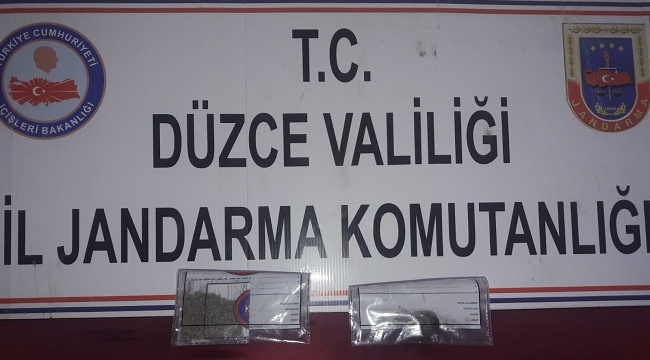 TÜRKİYE CUMHURİYETİ
İÇİŞLERİ BAKANLIĞI
T.C.
JANDARMA
DÜZCE VALİLİĞİ
İL JANDARMA KOMUTANLIĞI